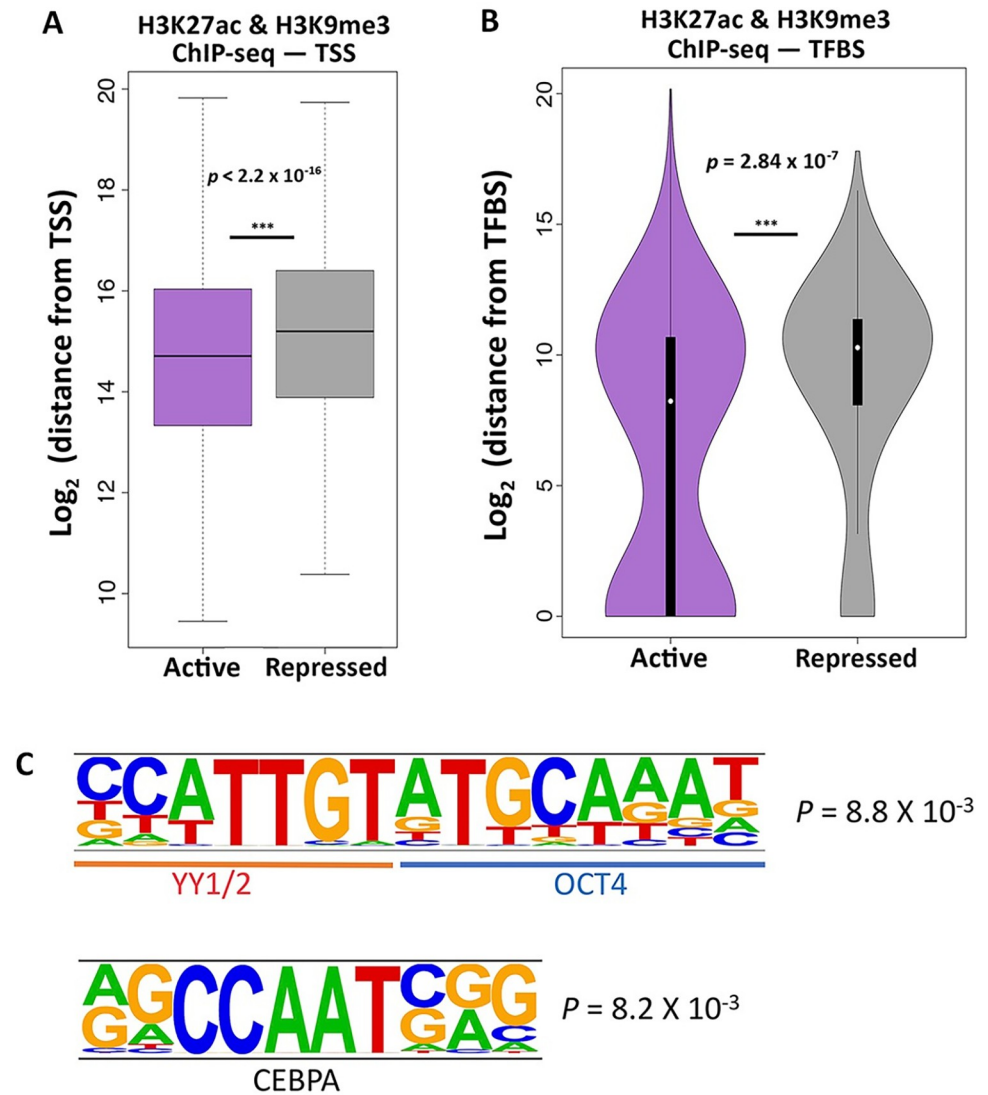 A
H3K27ac & H3K9me3
ChIP-seq — TSS
Log2 (distance from TSS)
20
18
16
14
12
10
p < 2.2 x 10-16
***
Active
Repressed
B
H3K27ac & H3K9me3
ChIP-seq — TFBS
Log2 (distance from TFBS)
20
15
10
5
0
p = 2.84 x 10-7
***
Active
Repressed
C
CCATTGTATGCAAAT
P = 8.8 X 10-3
YY1/2
OCT4
AGCCAATCGG
P = 8.2 X 10-3
CEBPA